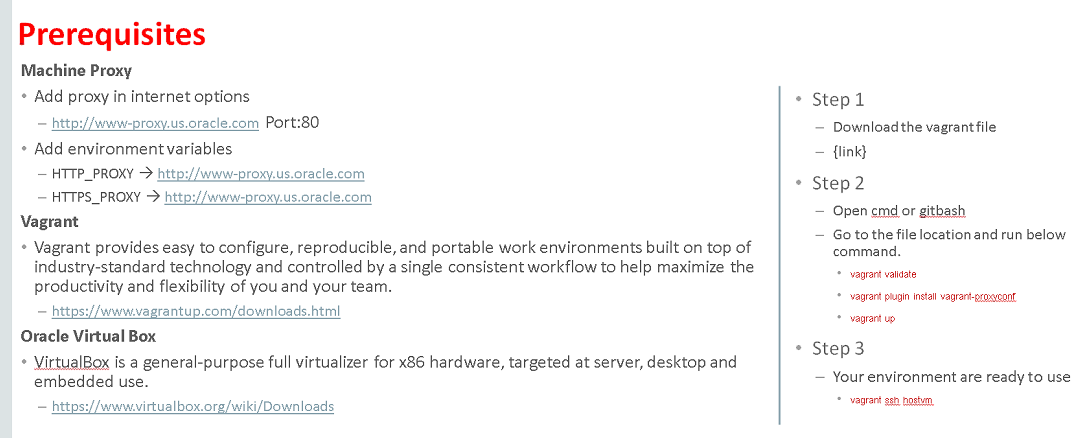 Prerequisites
Machine Proxy
• Add proxy in internet options
– http://www-proxy.us.oracle.com Port:80
• Add environment variables
– HTTP_PROXY → http://www-proxy.us.oracle.com
– HTTPS_PROXY → http://www-proxy.us.oracle.com
Vagrant
• Vagrant provides easy to configure, reproducible, and portable work environments built on top of
industry-standard technology and controlled by a single consistent workflow to help maximize the
productivity and flexibility of you and your team.
– https://www.vagrantup.com/downloads.html
Oracle Virtual Box
• VirtualBox is a general-purpose full virtualizer for x86 hardware, targeted at server, desktop and
embedded use.
– https://www.virtualbox.org/wiki/Downloads
• Step 1
– Download the vagrant file
– {link}
• Step 2
– Open cmd or gitbash
– Go to the file location and run below
command.
• vagrant validate
• vagrant plugin install vagrant-proxyconf
• vagrant up
• Step 3
– Your environment are ready to use
• vagrant ssh hostvm